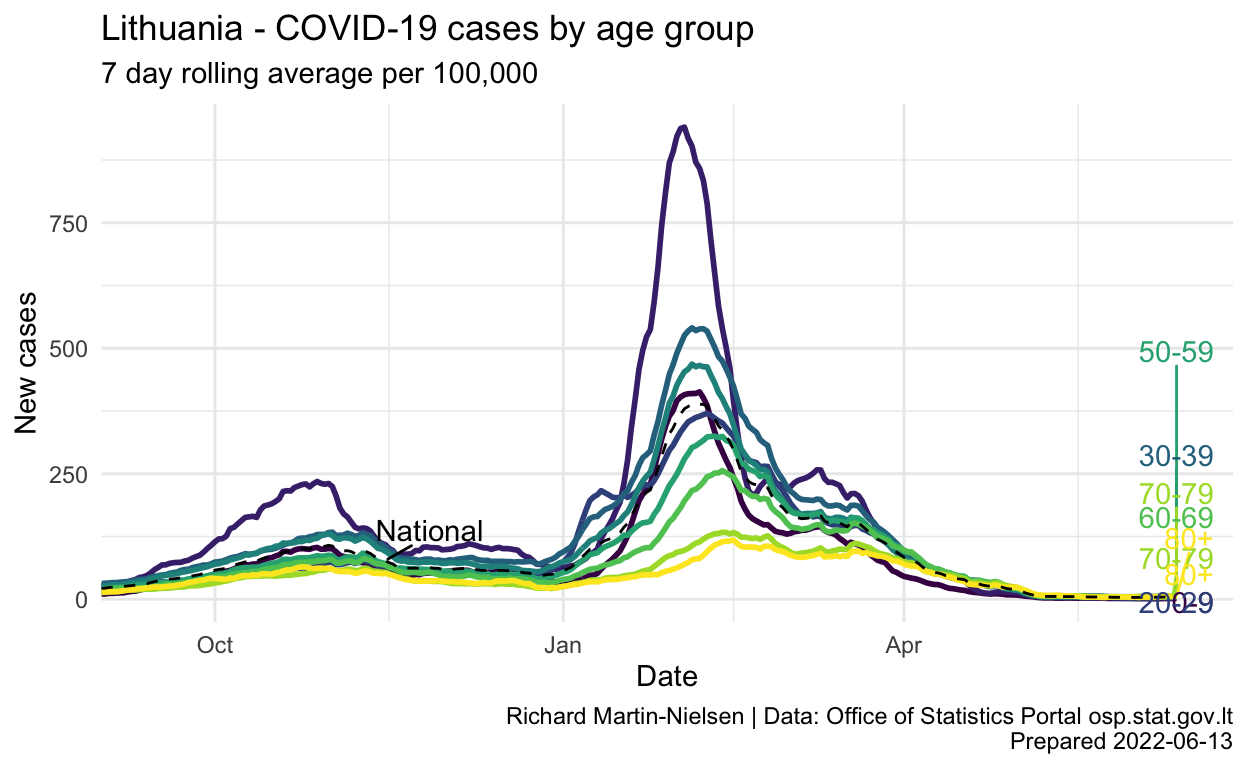 Lithuania - COVID-19 cases by age group
7 day rolling average per 100,000
New cases
750
500
250
0
National
50-59
30-39
70-79
60-69
80+
70-79
80+
20-29
Oct
Jan
Apr
Date
Richard Martin-Nielsen | Data: Office of Statistics Portal osp.stat.gov.lt
Prepared 2022-06-13